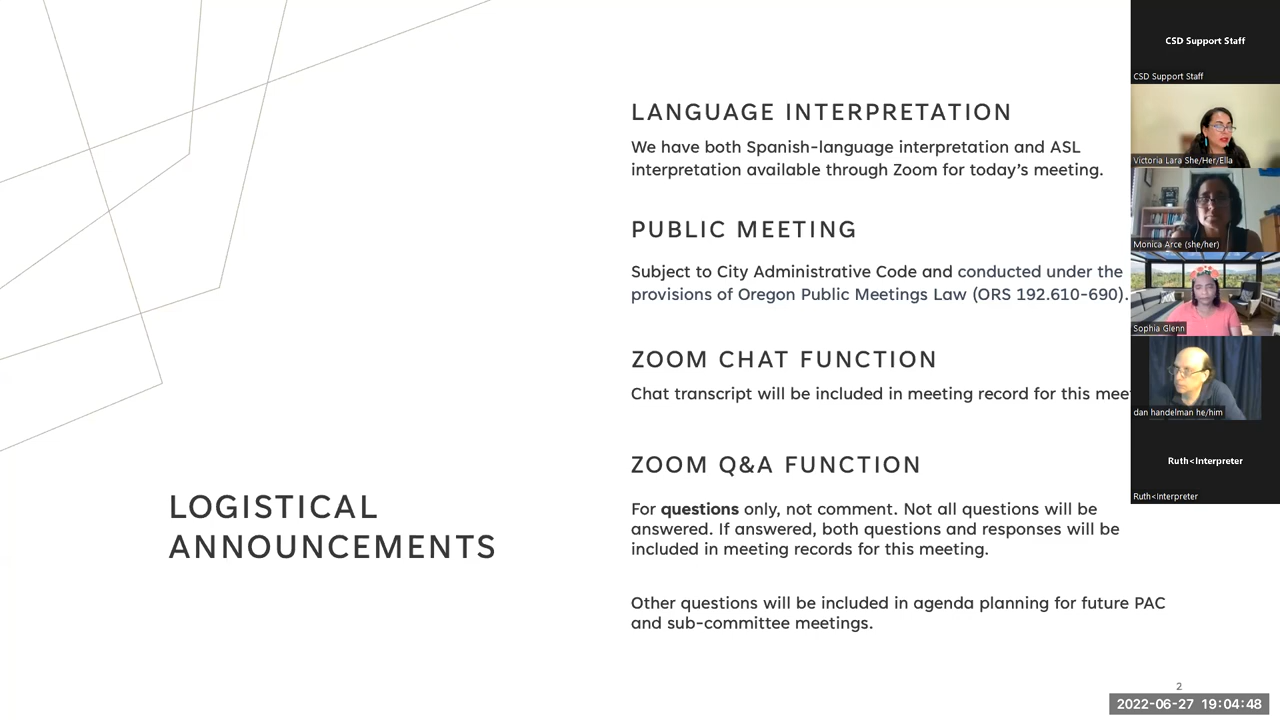 LANGUAGE INTERPRETATION
We have both Spanish-language interpretation and ASL
interpretation available through Zoom for today's meeting.
PUBLIC MEETING
Subject to City Administrative Code and conducted under the
provisions of Oregon Public Meetings Law (ORS 192.610-690).
ZOOM CHAT FUNCTION
Chat transcript will be included in meeting record for this
ZOOM Q&A FUNCTION
For questions only, not comment. Not all questions will be
answered. If answered, both questions and responses will be
included in meeting records for this meeting.
Other questions will be included in agenda planning for future PAC
and sub-committee meetings.
LOGISTICAL
ANNOUNCEMENTS
CSD Support Staff
CSD Support Staff
Victoria Lara She/Her/Ella
Monica Arce (she/her)
Sophia Glenn
dan handelman he/him
Ruth<Interpreter
Ruth<Interpreter
2
2022-06-27 19:04:48